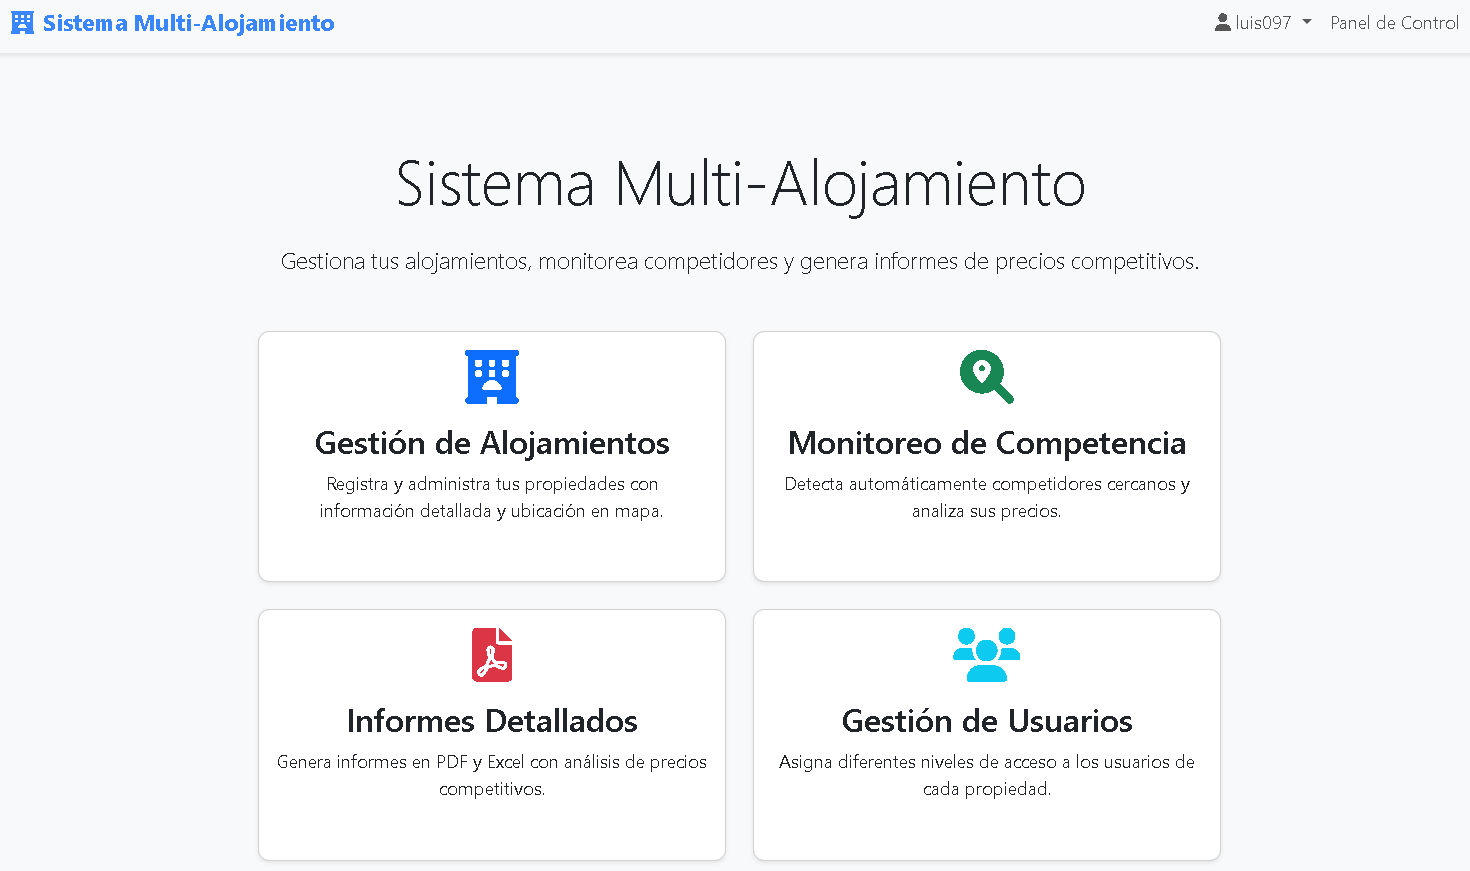 Sistema Multi-Alojamiento
luis097
Panel de Control
Sistema Multi-Alojamiento
Gestiona tus alojamientos, monitorea competidores y genera informes de precios competitivos.
Gestión de Alojamientos
Registra y administra tus propiedades con
información detallada y ubicación en mapa.
Monitoreo de Competencia
Detecta automáticamente competidores cercanos y
analiza sus precios.
Informes Detallados
Genera informes en PDF y Excel con análisis de precios
competitivos.
Gestión de Usuarios
Asigna diferentes niveles de acceso a los usuarios de
cada propiedad.